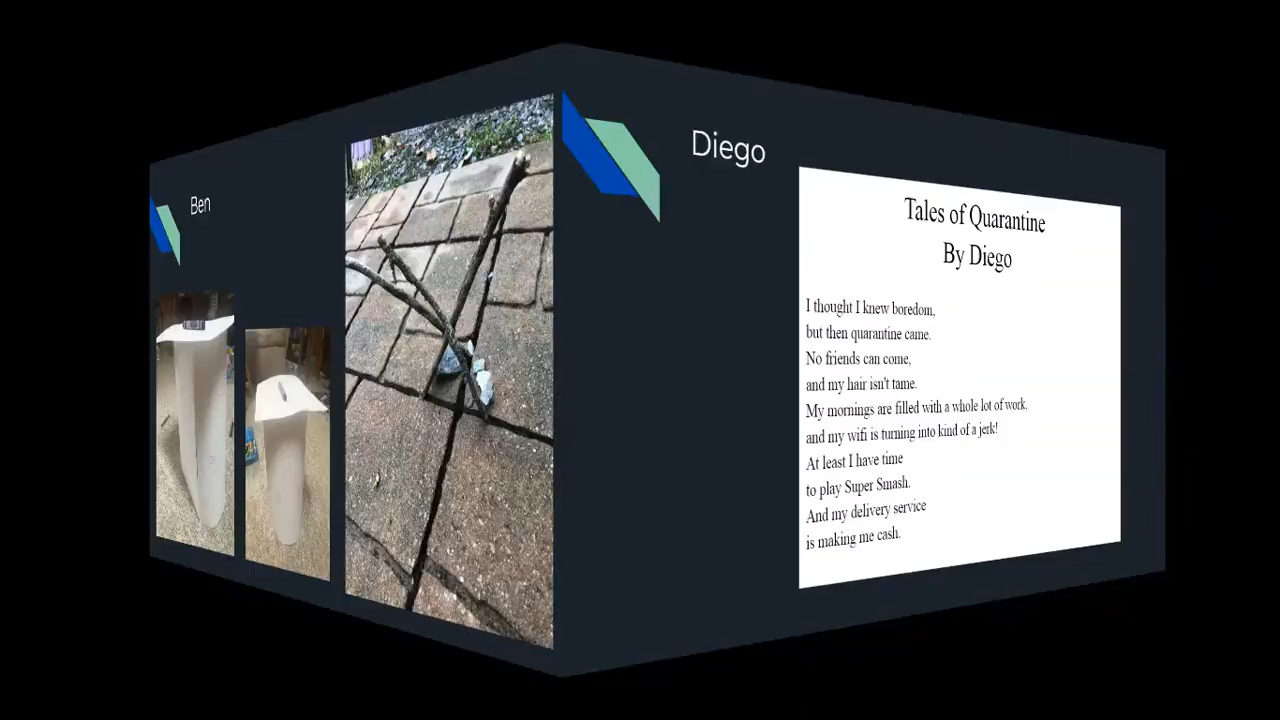 Ben
Diego
Tales of Quarantine
By Diego
I thought I knew boredom,
but then quarantine came.
No friends can come,
and my hair isn't tame.
My mornings are filled with a whole lot of work,
and my wifi is turning into kind of a jerk!
At least I have time
to play Super Smash.
And my delivery service
is making me cash.